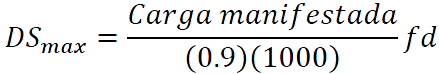 DS_max = Carga manifestada / (0.9)(1000) fd